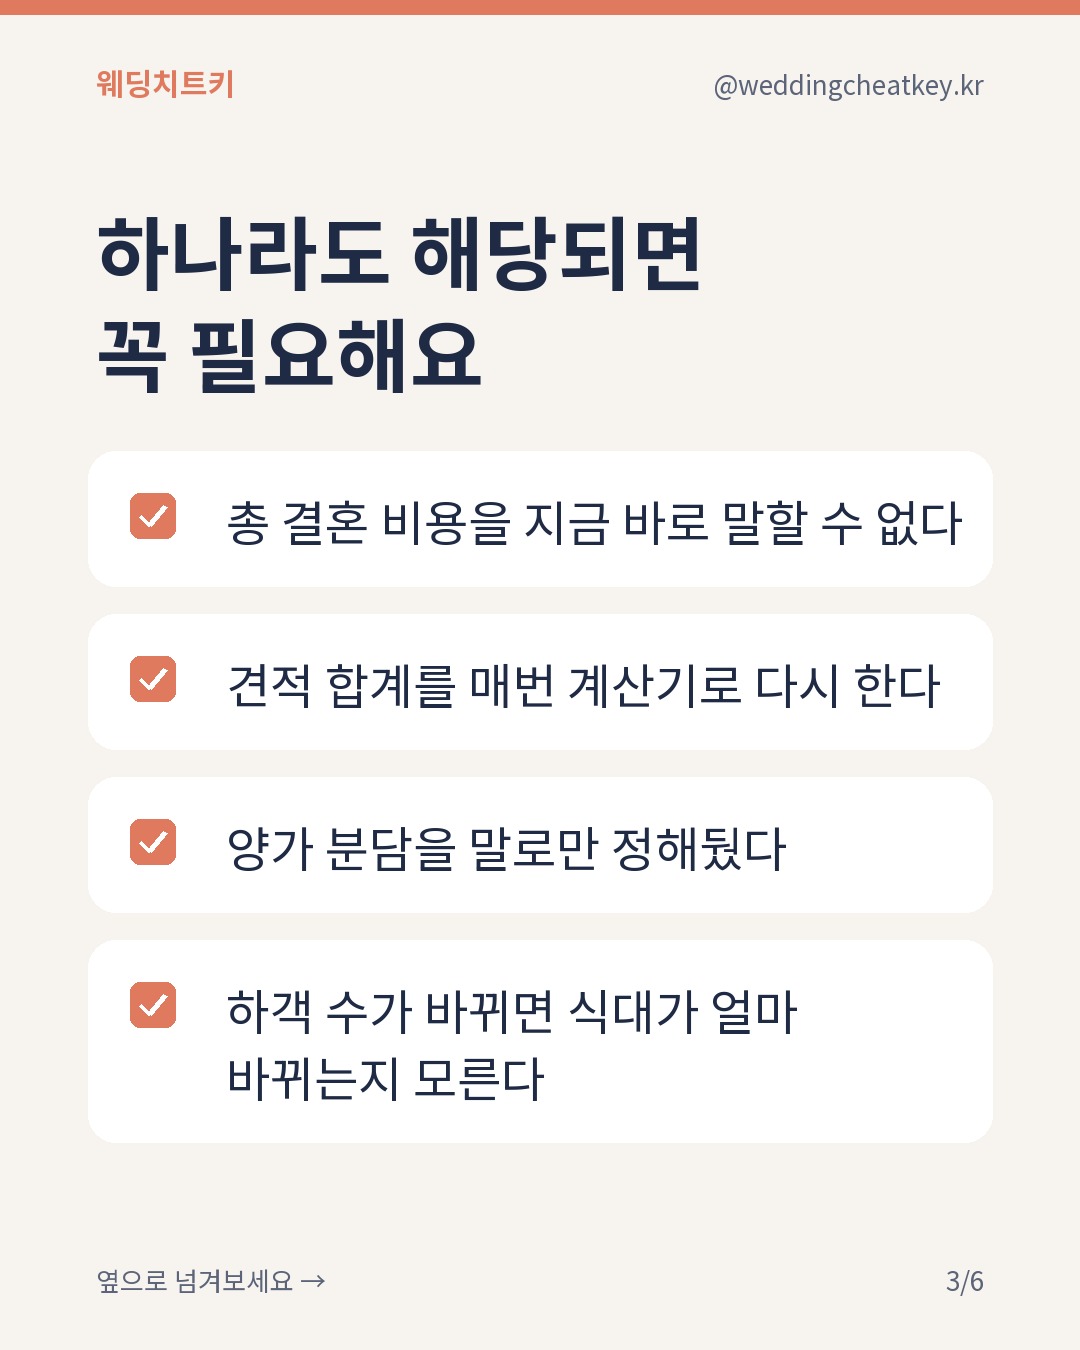 웨딩치트키
@weddingcheatkey.kr
하나라도 해당되면
꼭 필요해요
총 결혼 비용을 지금 바로 말할 수 없다
견적 합계를 매번 계산기로 다시 한다
양가 분담을 말로만 정해뒀다
하객 수가 바뀌면 식대가 얼마
바뀌는지 모른다
옆으로 넘겨보세요 →
3/6